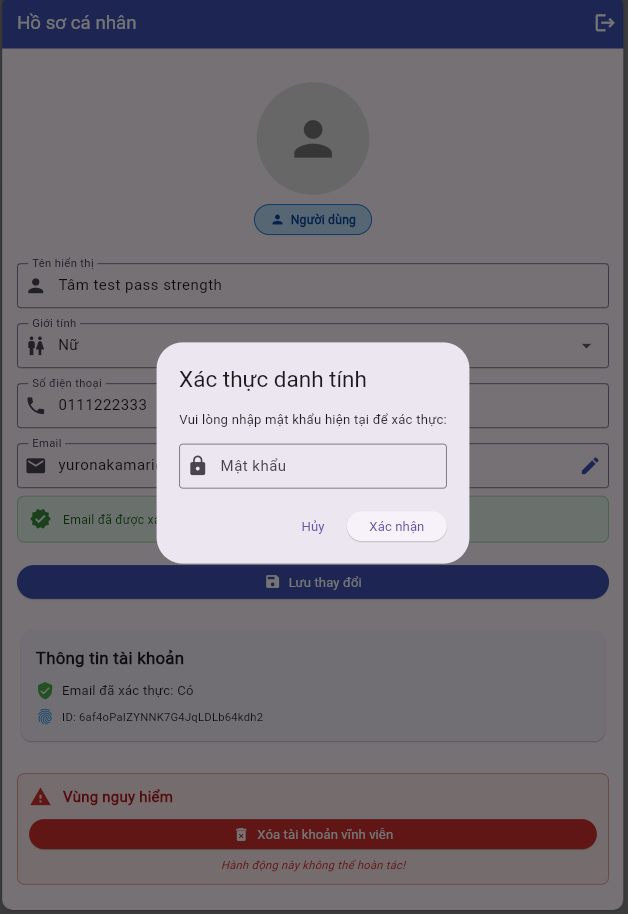 Hồ sơ cá nhân
Người dùng
Tên hiển thị
Tâm test pass strength
Giới tính
Nữ
Số điện thoại
0111222333
Email
yuronakamari
Email đã được
Xác thực danh tính
Vui lòng nhập mật khẩu hiện tại để xác thực:
Mật khẩu
Hủy
Xác nhận
Lưu thay đổi
Thông tin tài khoản
Email đã xác thực: Có
ID: 6af4oPaIZYNNK7G4JqLDLb64kdh2
Vùng nguy hiểm
Xóa tài khoản vĩnh viễn
Hành động này không thể hoàn tác!